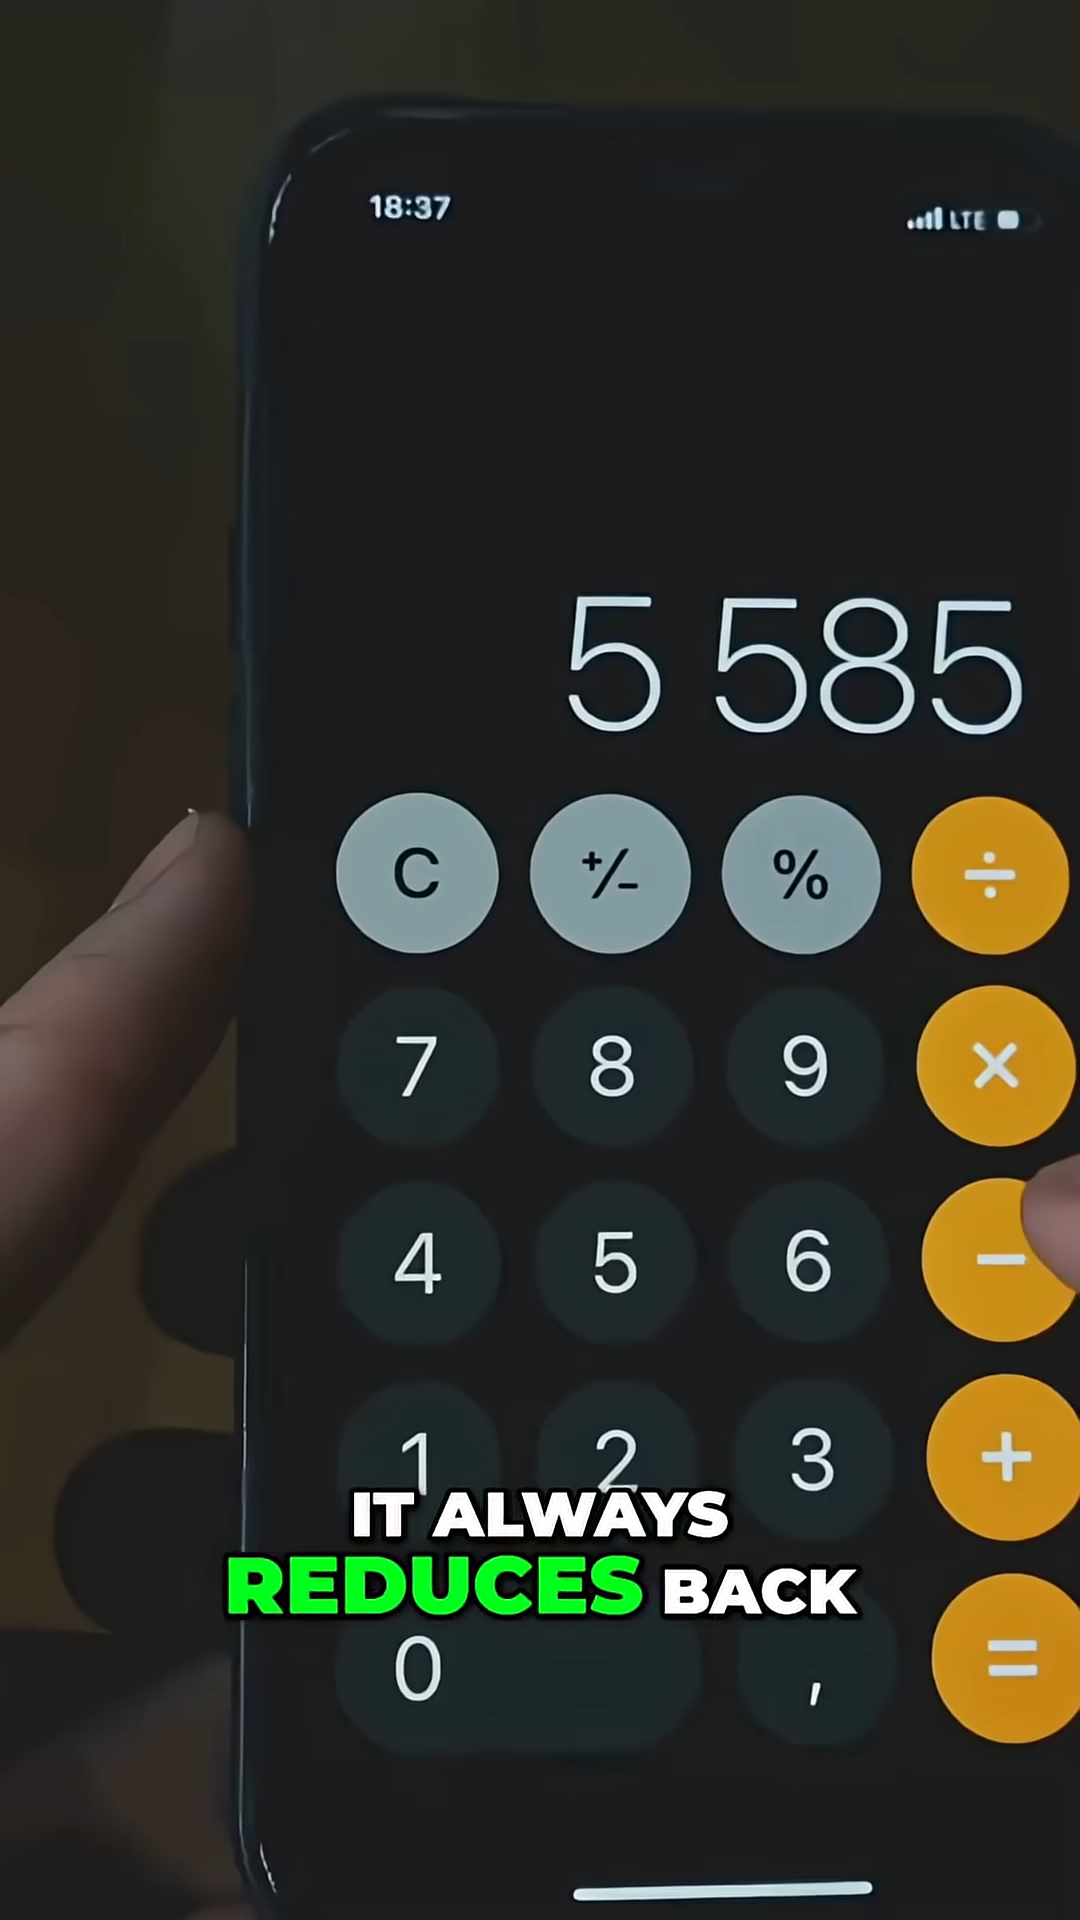 18:37
LTE
5 585
C +/- % ÷
7 8 9 ×
4 5 6 −
1 2 3 +
IT ALWAYS
REDUCES BACK
0 , =